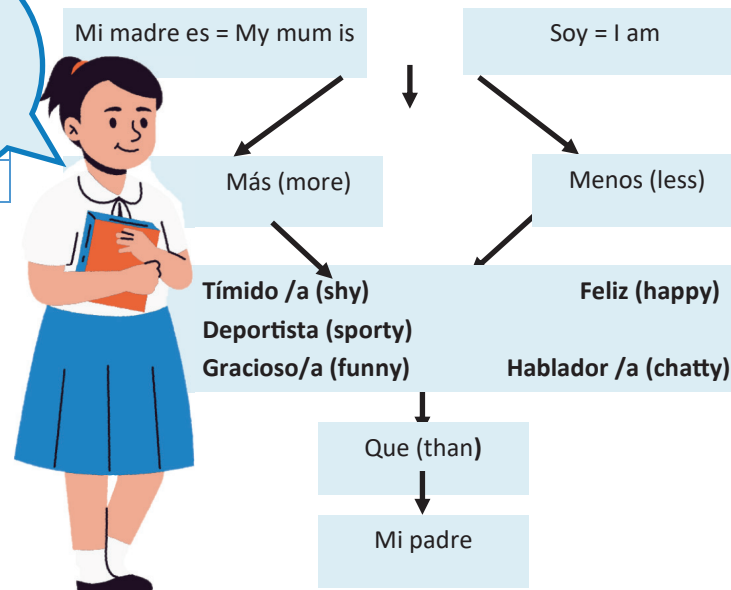 Mi madre es = My mum is
Soy = I am
Más (more)
Menos (less)
Tímido /a (shy)
Feliz (happy)
Deportista (sporty)
Gracioso/a (funny)
Hablador /a (chatty)
Que (than)
Mi padre